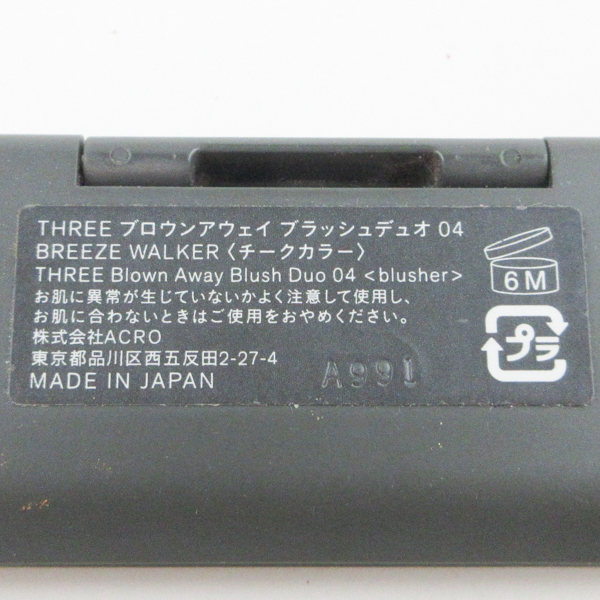 THREE ブロウンアウェイ ブラッシュデュオ 04
BREEZE WALKER〈チークカラー〉
THREE Blown Away Blush Duo 04 <blusher>
お肌に異常が生じていないかよく注意して使用し、
お肌に合わないときはご使用をおやめください。
株式会社ACRO
東京都品川区西五反田2-27-4
MADE IN JAPAN
A991
6M
プラ